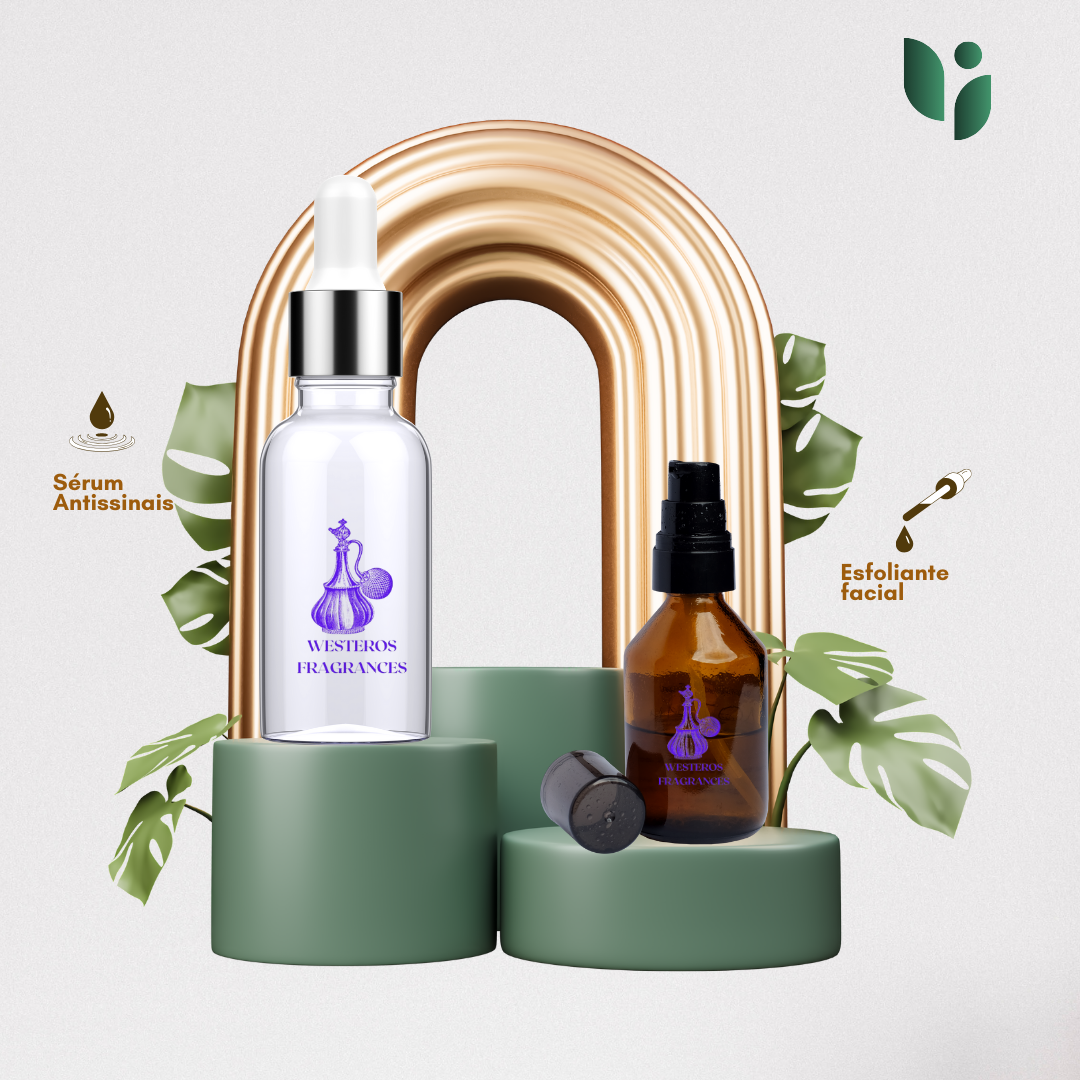 Sérum
Antissinais
WESTEROS
FRAGRANCES
Esfoliante
facial
WESTEROS
FRAGRANCES